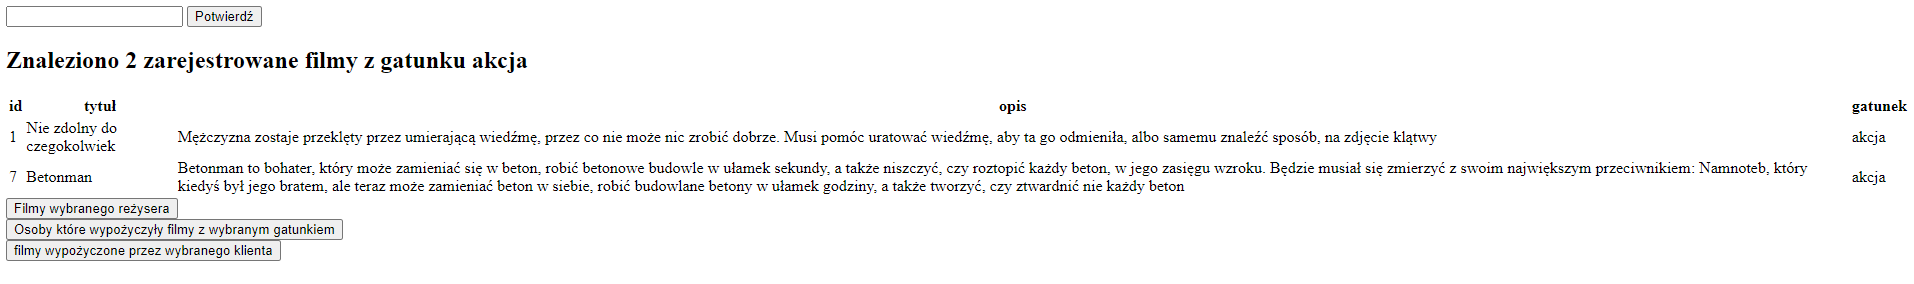 Potwierdź
Znaleziono 2 zarejestrowane filmy z gatunku akcja
id tytuł opis gatunek
1 Nie zdolny do czegokolwiek Mężczyzna zostaje przeklęty przez umierającą wiedźmę, przez co nie może nic zrobić dobrze. Musi pomóc uratować wiedźmę, aby ta go odmieniła, albo samemu znaleźć sposób, na zdjęcie klątwy akcja
7 Betonman Betonman to bohater, który może zamieniać się w beton, robić betonowe budowle w ułamek sekundy, a także niszczyć, czy roztopić każdy beton, w jego zasięgu wzroku. Będzie musiał się zmierzyć z swoim największym przeciwnikiem: Namnoteb, który
kiedyś był jego bratem, ale teraz może zamieniać beton w siebie, robić budowlane betony w ułamek godziny, a także tworzyć, czy ztwardnić nie każdy beton akcja
Filmy wybranego reżysera
Osoby które wypożyczyły filmy z wybranym gatunkiem
filmy wypożyczone przez wybranego klienta